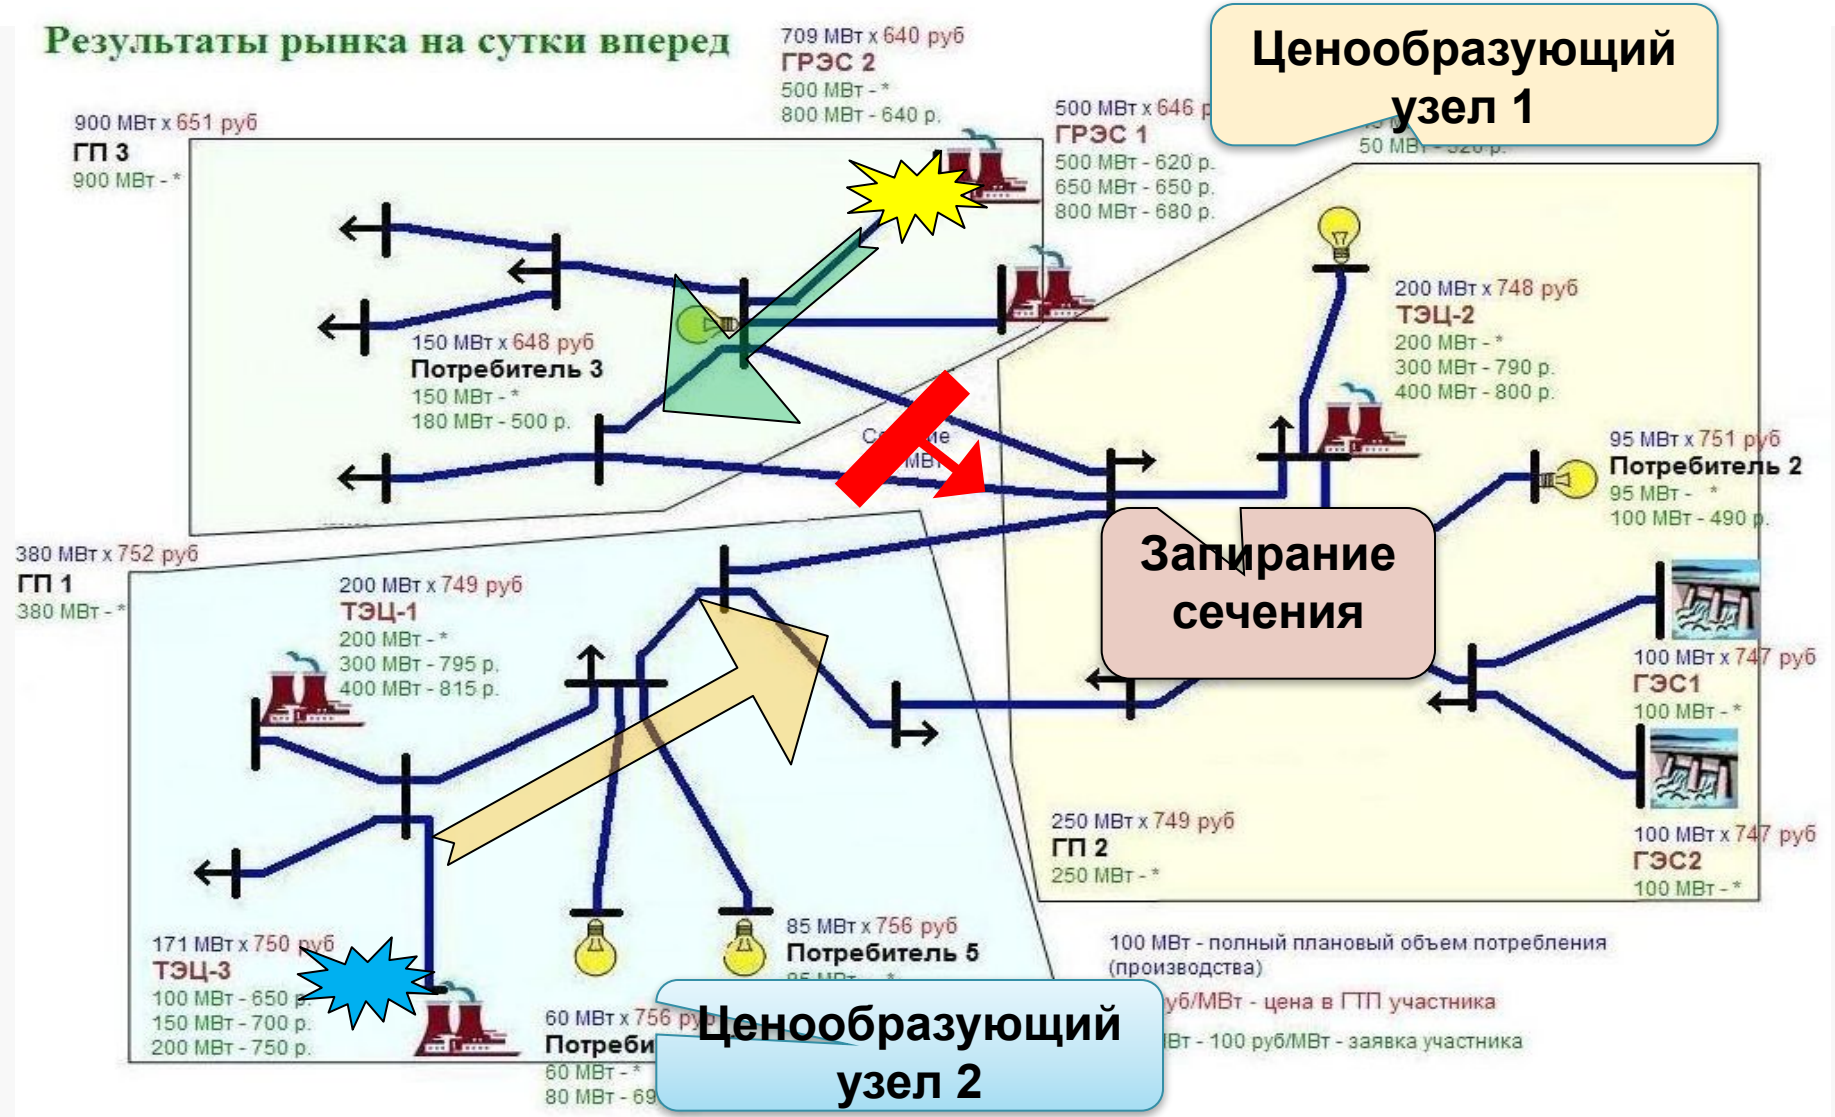 Результаты рынка на сутки вперед
709 МВт х 640 руб
ГРЭС 2
500 МВт - *
800 МВт - 640 р.
Ценообразующий
узел 1
900 МВт х 651 руб
ГП 3
900 МВт - *
500 МВт х 646 р
ГРЭС 1
500 МВт - 620 р.
650 МВт - 650 р.
800 МВт - 680 р.
50 МВт - 520 р.
150 МВт х 648 руб
Потребитель 3
150 МВт - *
180 МВт - 500 р.
200 МВт х 748 руб
ТЭЦ-2
200 МВт - *
300 МВт - 790 р.
400 МВт - 800 р.
МВт
95 МВт х 751 руб
Потребитель 2
95 МВт - *
100 МВт - 490 р.
Запирание
сечения
380 МВт х 752 руб
ГП 1
380 МВт - *
200 МВт х 749 руб
ТЭЦ-1
200 МВт - *
300 МВт - 795 р.
400 МВт - 815 р.
100 МВт х 747 руб
ГЭС1
100 МВт - *
250 МВт х 749 руб
ГП 2
250 МВт - *
100 МВт х 747 руб
ГЭС2
100 МВт - *
171 МВт х 750 руб
ТЭЦ-3
100 МВт - 650 р.
150 МВт - 700 р.
200 МВт - 750 р.
85 МВт х 756 руб
Потребитель 5
60 МВт х 756 руб
Потреби
60 МВт - *
80 МВт - 69
Ценообразующий
узел 2
100 МВт - полный плановый объем потребления
(производства)
уб/МВт - цена в ГТП участника
Вт - 100 руб/МВт - заявка участника